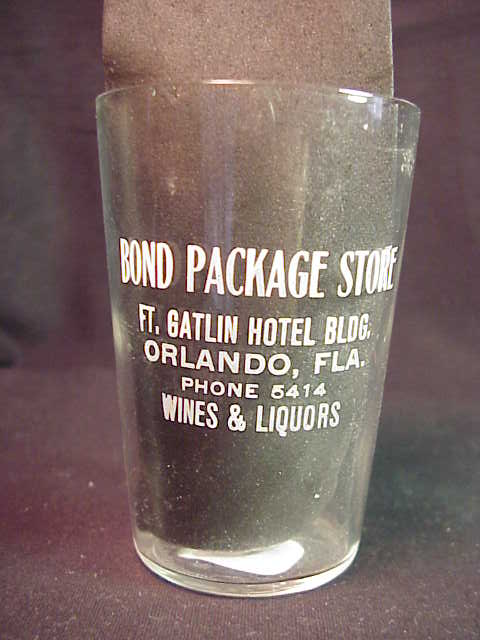 BOND PACKAGE STORE
FT. GATLIN HOTEL BLDG.
ORLANDO, FLA.
PHONE 5414
WINES & LIQUORS